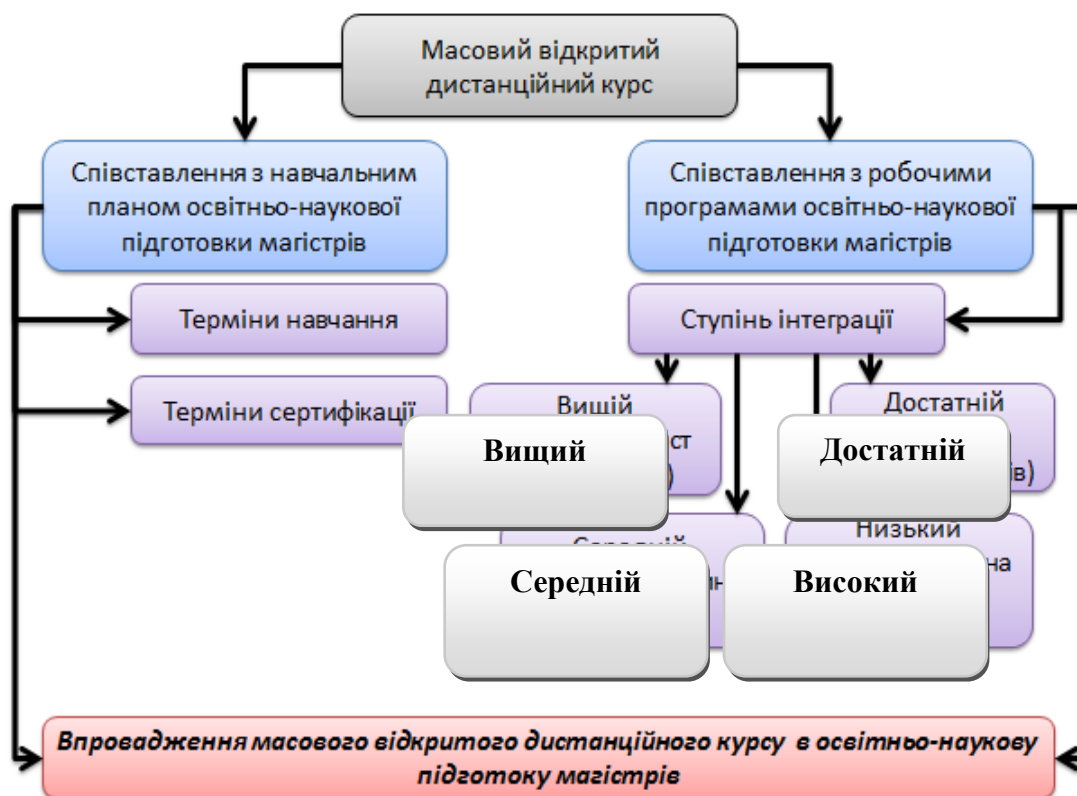 Масовий відкритий
дистанційний курс
Співставлення з навчальним
планом освітньо-наукової
підготовки магістрів
Співставлення з робочими
програмами освітньо-наукової
підготовки магістрів
Терміни навчання
Ступінь інтеграції
Терміни сертифікації
Вищій
Достатній
Вищий
Достатній
Низький
Середній
Високий
Впровадження масового відкритого дистанційного курсу в освітньо-наукову
підготоку магістрів